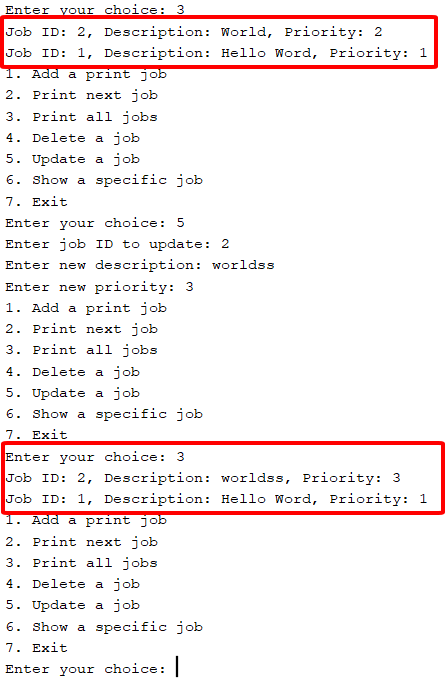 Enter your choice: 3
Job ID: 2, Description: World, Priority: 2
Job ID: 1, Description: Hello Word, Priority: 1
1. Add a print job
2. Print next job
3. Print all jobs
4. Delete a job
5. Update a job
6. Show a specific job
7. Exit
Enter your choice: 5
Enter job ID to update: 2
Enter new description: worldss
Enter new priority: 3
1. Add a print job
2. Print next job
3. Print all jobs
4. Delete a job
5. Update a job
6. Show a specific job
7. Exit
Enter your choice: 3
Job ID: 2, Description: worldss, Priority: 3
Job ID: 1, Description: Hello Word, Priority: 1
1. Add a print job
2. Print next job
3. Print all jobs
4. Delete a job
5. Update a job
6. Show a specific job
7. Exit
Enter your choice: